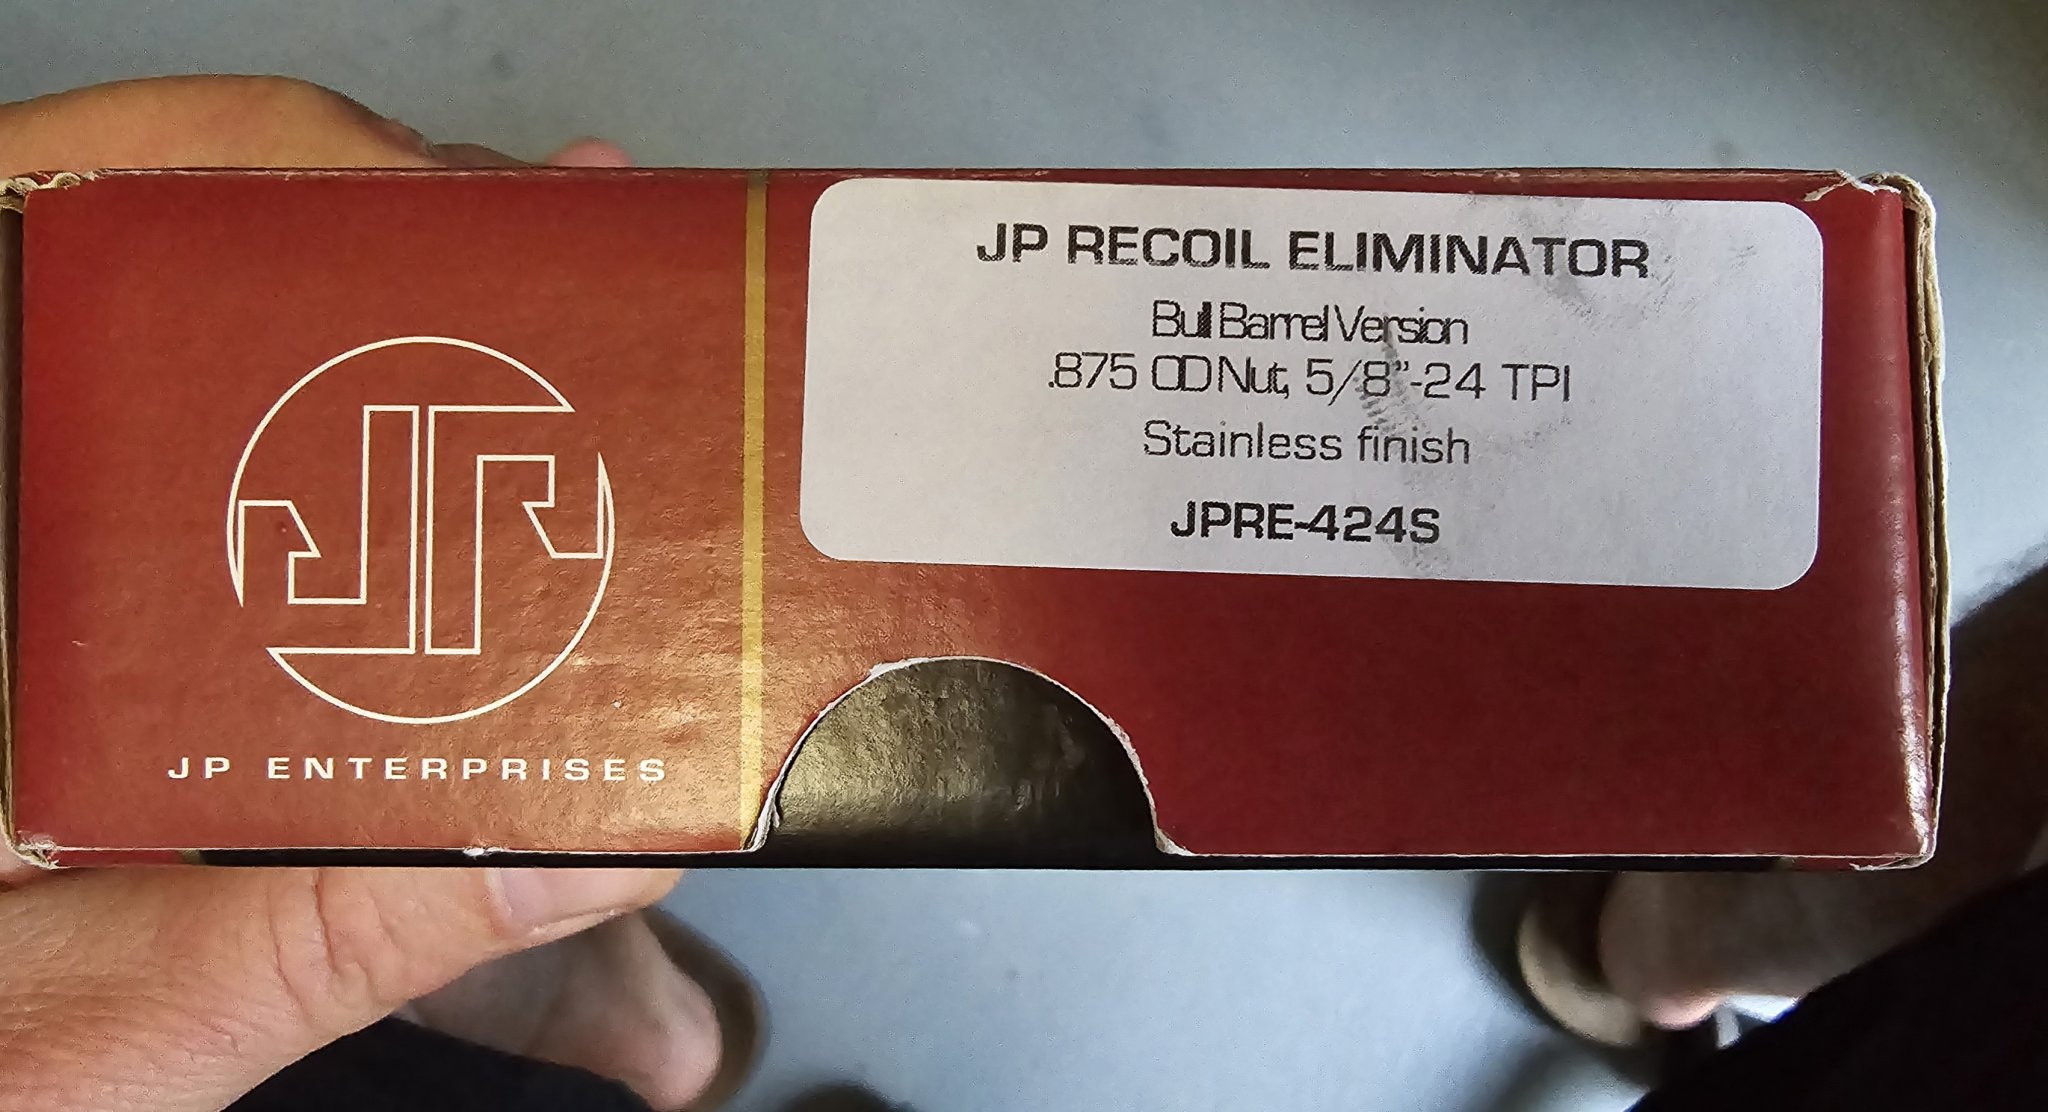 JP
JP ENTERPRISES
JP RECOIL ELIMINATOR
Bull Barrel Version
.875 OD Nut, 5/8"-24 TPI
Stainless finish
JPRE-424S